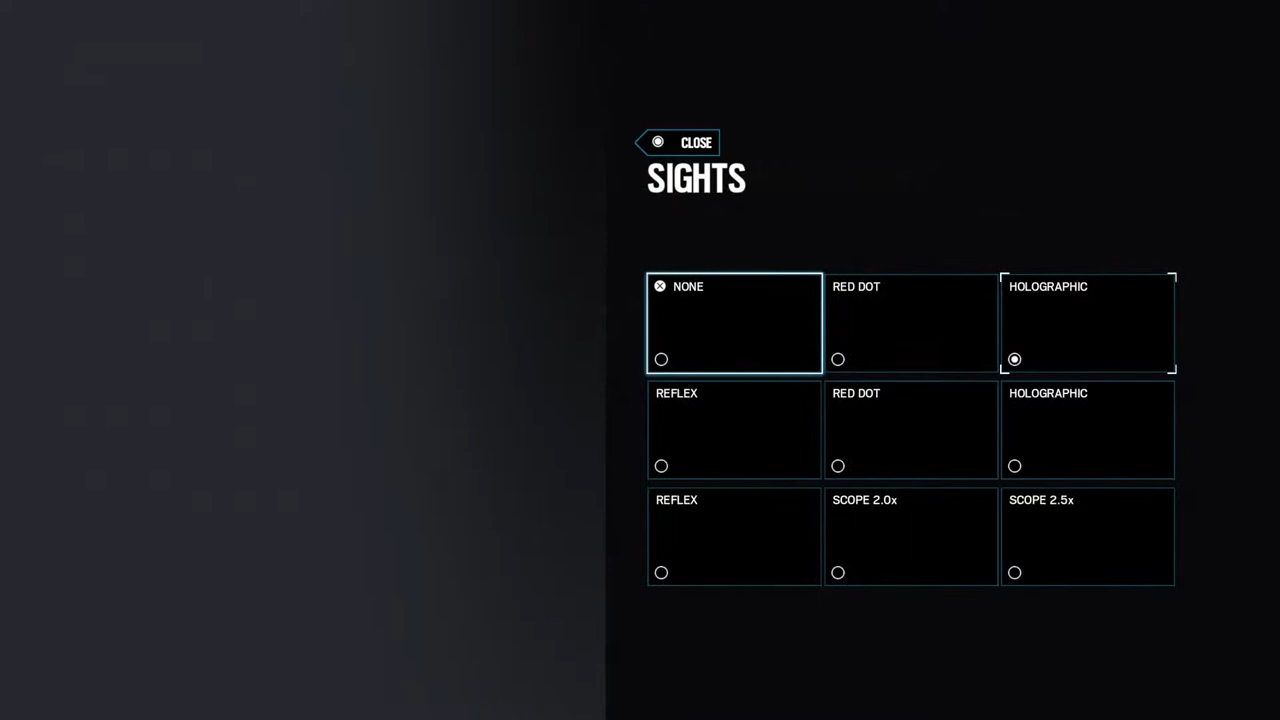 CLOSE
SIGHTS
NONE
RED DOT
HOLOGRAPHIC
REFLEX
RED DOT
HOLOGRAPHIC
REFLEX
SCOPE 2.0x
SCOPE 2.5x